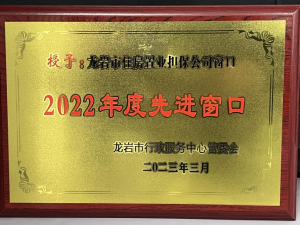 授予:龙岩市住房置业担保公司窗口
2022年度先进窗口
龙岩市行政服务中心管委会
二〇二三年三月